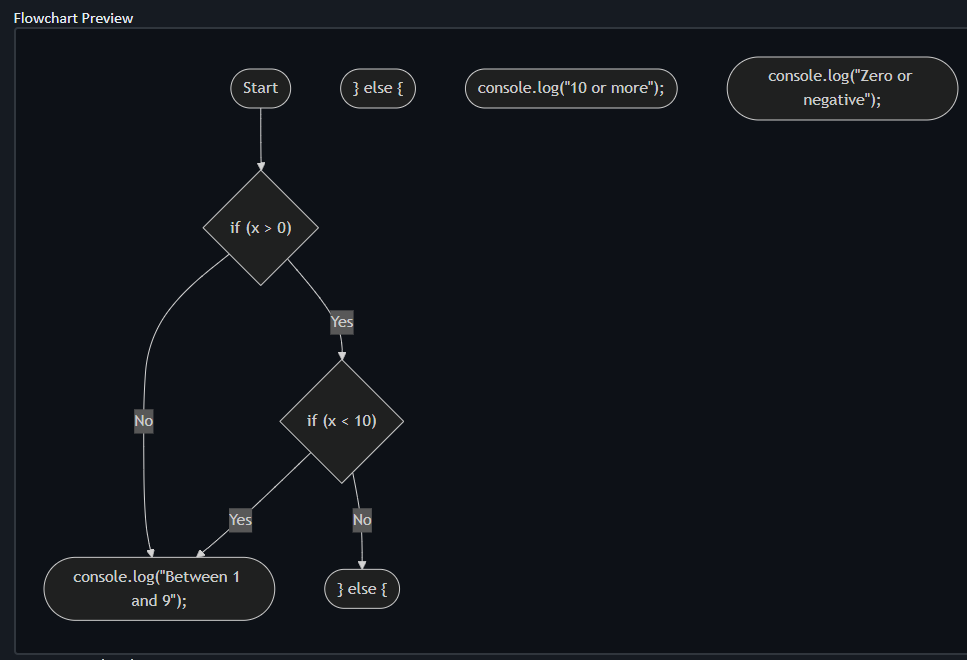 Flowchart Preview
Start
} else {
console.log("10 or more");
console.log("Zero or
negative");
if (x > 0)
Yes
No
if (x < 10)
Yes
No
console.log("Between 1
and 9");
} else {